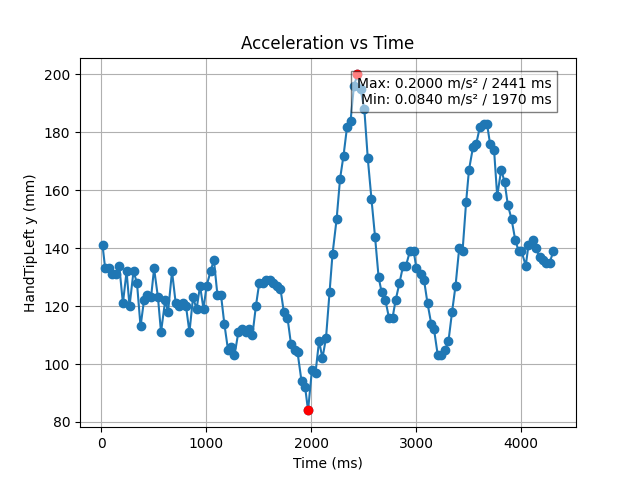 Acceleration vs Time
Max: 0.2000 m/s² / 2441 ms
Min: 0.0840 m/s² / 1970 ms
HandTipLeft y (mm)
200
180
160
140
120
100
80
0 1000 2000 3000 4000
Time (ms)